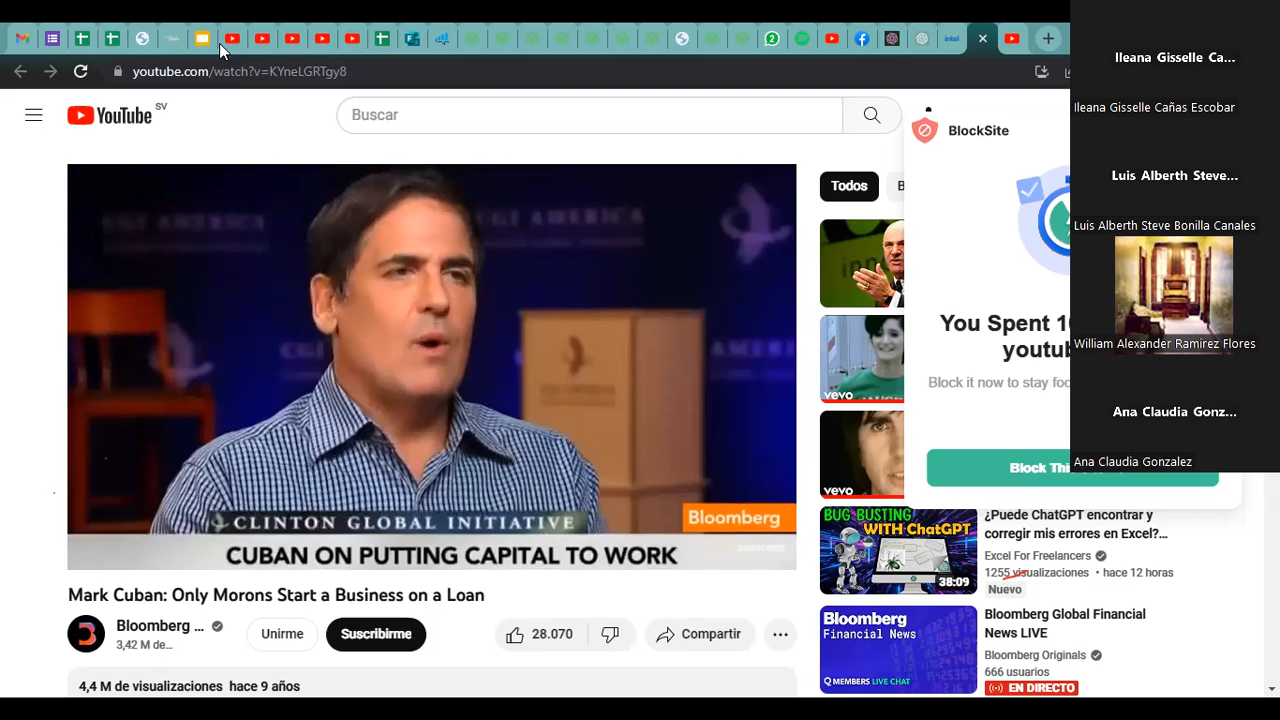 youtube.com/watch?v=KYneLGRTgy8
YouTube SV
Buscar
BlockSite
You Spent
youtub
Block it now to stay foc
Block Thi
Todos
CGI AMERICA
CLINTON GLOBAL INITIATIVE
Bloomberg
CUBAN ON PUTTING CAPITAL TO WORK
SUBSCRIBE
Mark Cuban: Only Morons Start a Business on a Loan
Bloomberg ...
3,42 M de...
Unirme
Suscribirme
28.070
Compartir
4,4 M de visualizaciones hace 9 años
vevo
vevo
BUG BUSTING
WITH ChatGPT
38:09
¿Puede ChatGPT encontrar y
corregir mis errores en Excel?...
Excel For Freelancers
1255 visualizaciones • hace 12 horas
Nuevo
Bloomberg
Financial News
MEMBERS LIVE CHAT
Bloomberg Global Financial
News LIVE
Bloomberg Originals
666 usuarios
EN DIRECTO
Ileana Gisselle Ca...
Ileana Gisselle Cañas Escobar
Luis Alberth Steve...
Luis Alberth Steve Bonilla Canales
William Alexander Ramirez Flores
Ana Claudia Gonz...
Ana Claudia Gonzalez